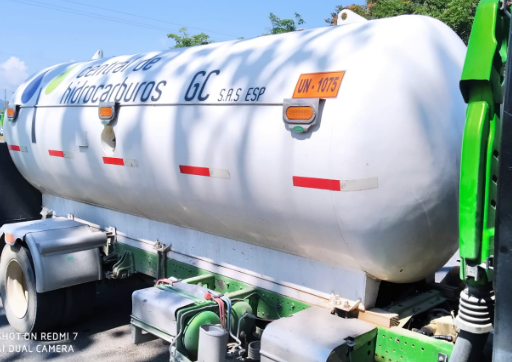 Central de
hidrocarburos GC S.A.S ESP
UN - 1075
SHOT ON REDMI 7
AI DUAL CAMERA